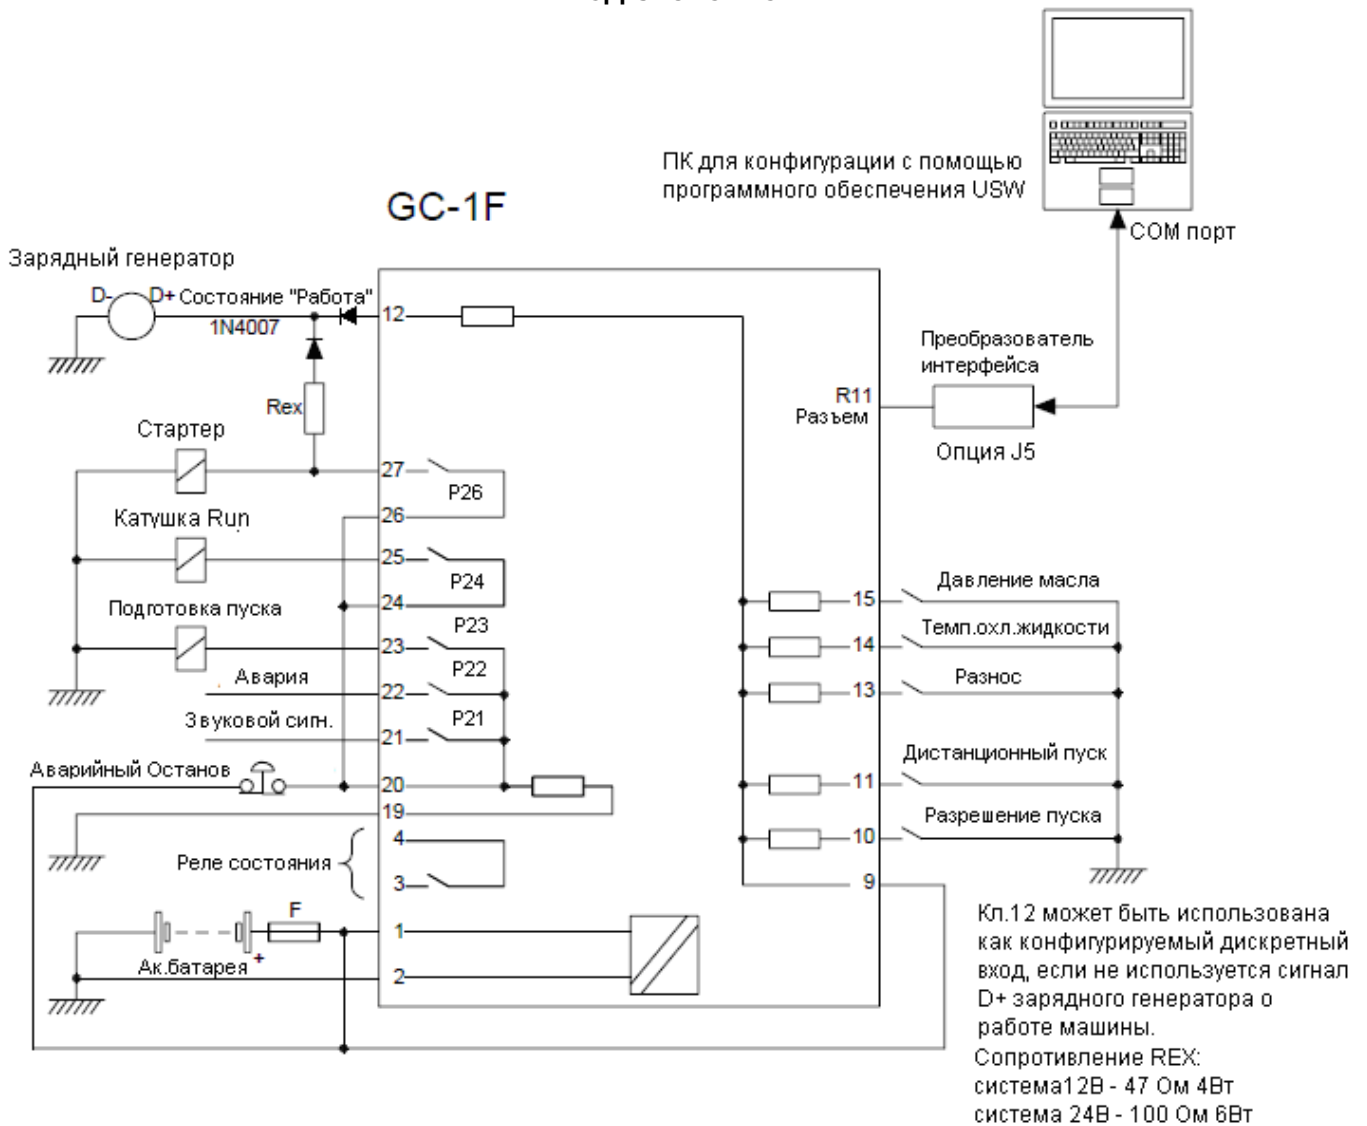 ПК для конфигурации с помощью
программного обеспечения USW
GC-1F
COM порт
Зарядный генератор
D-
D+
Состояние "Работа"
1N4007
12
Преобразователь
интерфейса
Rex
R11
Разъем
Стартер
Опция J5
27
P26
Катушка Run
26
25
P24
Давление масла
Подготовка пуска
24
15
P23
Темп.охл.жидкости
23
14
Авария
P22
Разнос
22
13
Звуковой сигн.
P21
21
Дистанционный пуск
Аварийный Останов
20
11
19
Разрешение пуска
4
10
Реле состояния
3
9
F
1
Ак.батарея
+
2
Кл.12 может быть использована
как конфигурируемый дискретный
вход, если не используется сигнал
D+ зарядного генератора о
работе машины.
Сопротивление REX:
система12В - 47 Ом 4Вт
система 24В - 100 Ом 6Вт